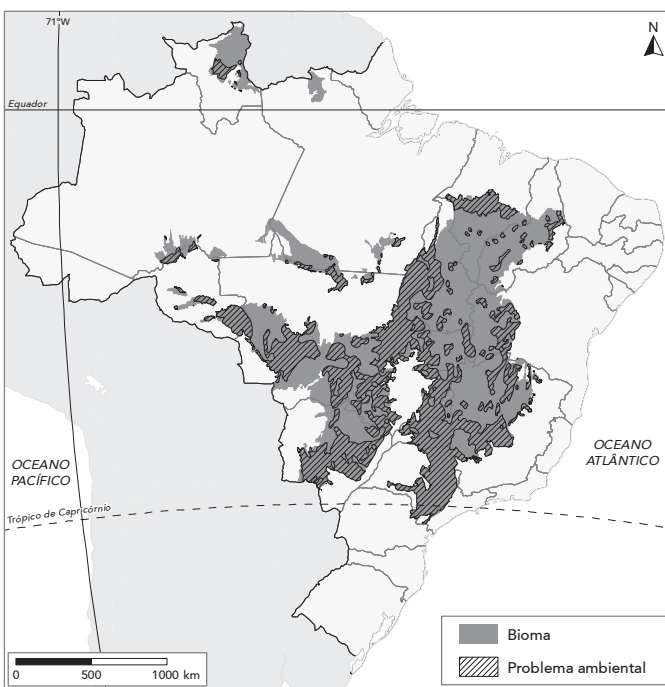 71°W
N
Equador
OCEANO
PACÍFICO
OCEANO
ATLÂNTICO
Trópico de Capricórnio
Bioma
Problema ambiental
0 500 1000 km